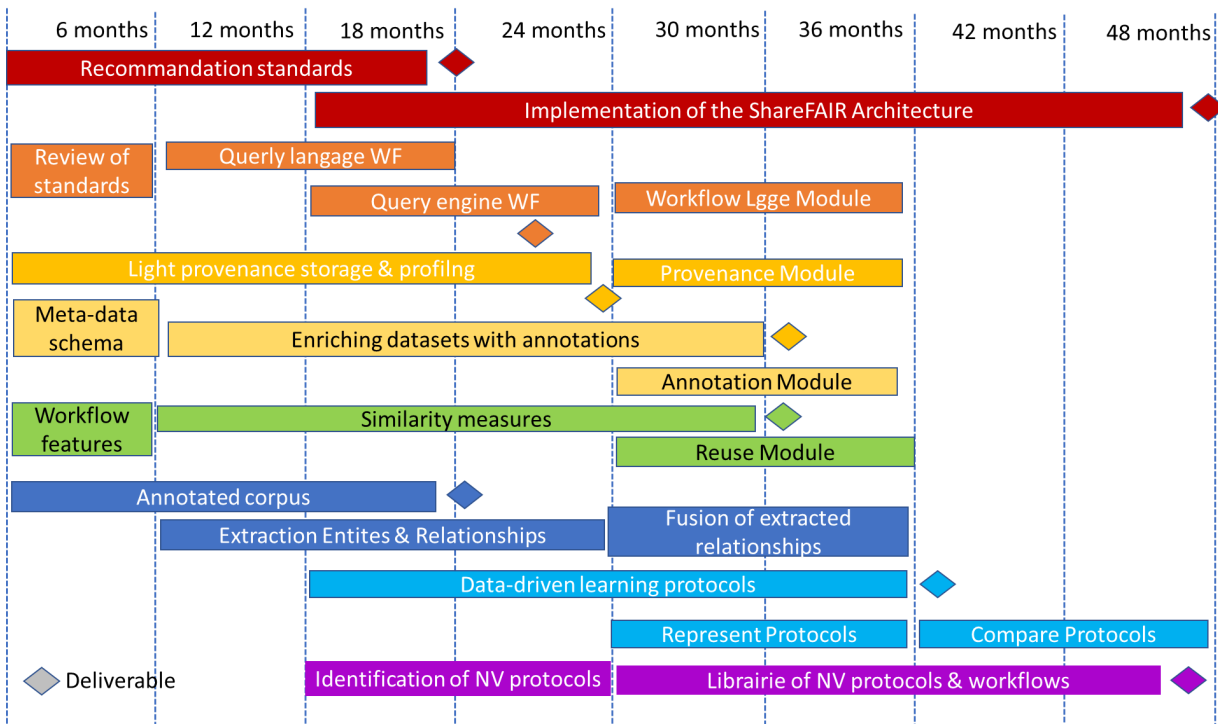 6 months
12 months
18 months
24 months
30 months
36 months
42 months
48 months
Recommandation standards
Implementation of the ShareFAIR Architecture
Review of
standards
Querly langage WF
Query engine WF
Workflow Lgge Module
Light provenance storage & profilng
Provenance Module
Meta-data
schema
Enriching datasets with annotations
Annotation Module
Workflow
features
Similarity measures
Reuse Module
Annotated corpus
Extraction Entites & Relationships
Fusion of extracted
relationships
Data-driven learning protocols
Represent Protocols
Compare Protocols
Deliverable
Identification of NV protocols
Librairie of NV protocols & workflows